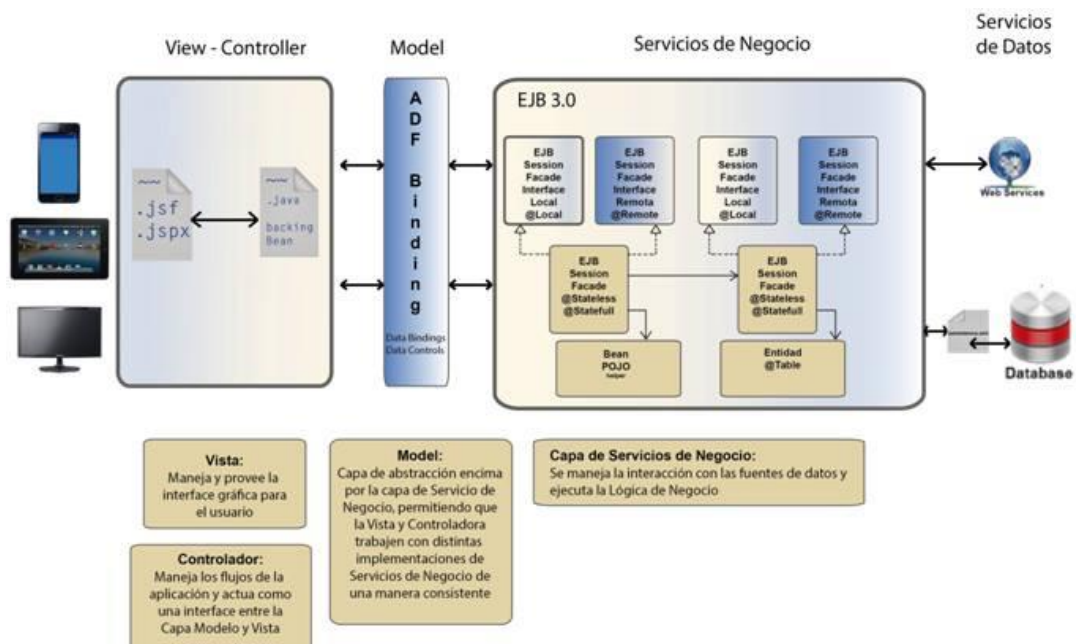 View - Controller
Model
Servicios de Negocio
Servicios
de Datos
.jsf
.jspx
.java
backing
Bean
A
D
F
B
i
n
d
i
n
g
Data Bindings
Data Controls
EJB 3.0
EJB
Session
Facade
Interface
Local
@Local
EJB
Session
Facade
Interface
Remota
@Remote
EJB
Session
Facade
Interface
Local
@Local
EJB
Session
Facade
Interface
Remota
@Remote
EJB
Session
Facade
@Stateless
@Statefull
EJB
Session
Facade
@Stateless
@Statefull
Bean
POJO
helper
Entidad
@Table
Web Services
Database
Vista:
Maneja y provee la
interface gráfica para
el usuario
Controlador:
Maneja los flujos de la
aplicación y actua como
una interface entre la
Capa Modelo y Vista
Model:
Capa de abstracción encima
por la capa de Servicio de
Negocio, permitiendo que
la Vista y Controladora
trabajen con distintas
implementaciones de
Servicios de Negocio de
una manera consistente
Capa de Servicios de Negocio:
Se maneja la interacción con las fuentes de datos y
ejecuta la Lógica de Negocio